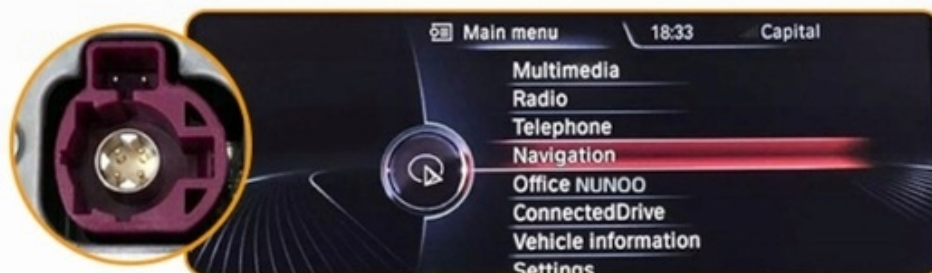 Main menu 18:33 Capital
Multimedia
Radio
Telephone
Navigation
Office NUNOO
ConnectedDrive
Vehicle information
Settings